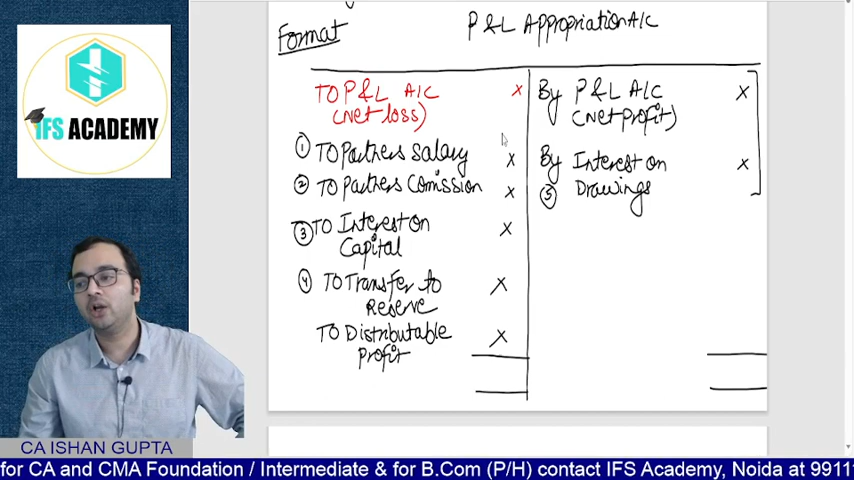 Format
P & L Appropriation A/C
TO P & L A/C
(Net loss)
x
By P & L A/C
(Net profit)
x
① TO Partners Salary
x
② TO Partners Comission
x
③ TO Interest on
Capital
x
④ TO Transfer to
Reserve
x
TO Distributable
Profit
x
By Interest on
⑤ Drawings
x
IFS ACADEMY
CA ISHAN GUPTA
for CA and CMA Foundation / Intermediate & for B.Com (P/H) contact IFS Academy, Noida at 99111